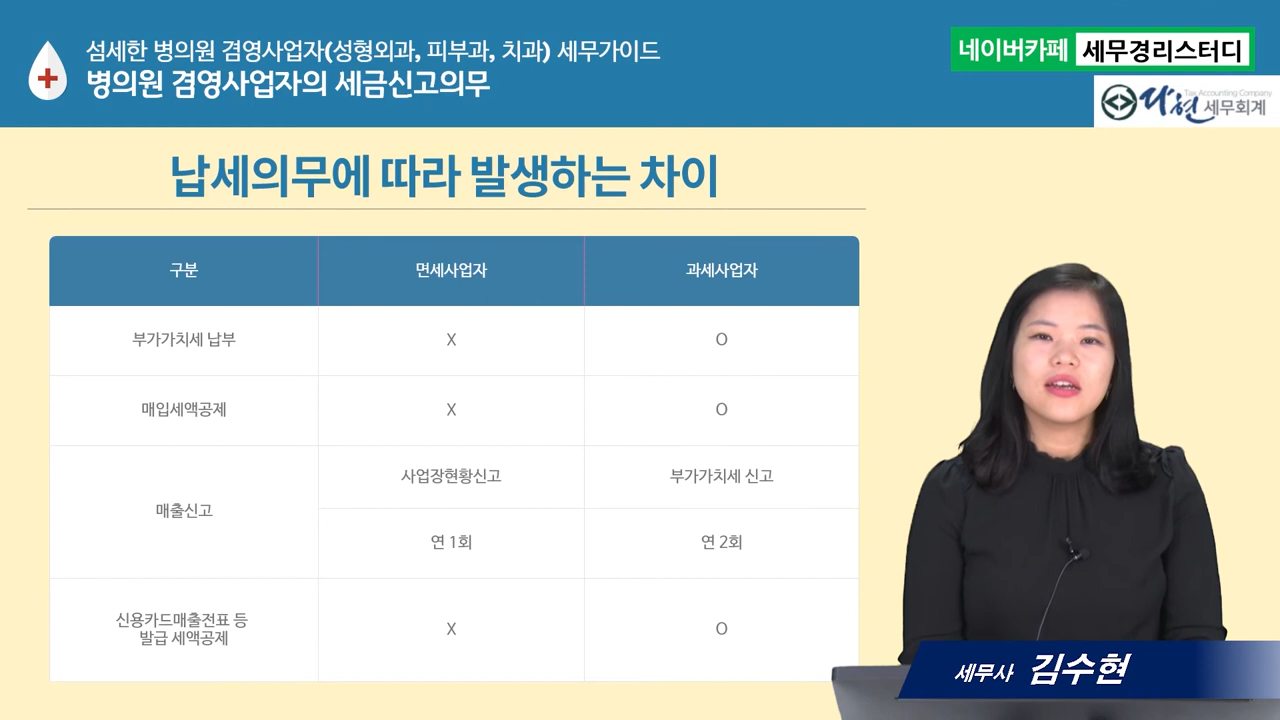 섬세한 병의원 겸영사업자(성형외과, 피부과, 치과) 세무가이드
병의원 겸영사업자의 세금신고의무
네이버카페 세무경리스터디
Tax Accounting Company
다현 세무회계
납세의무에 따라 발생하는 차이
구분 면세사업자 과세사업자
부가가치세 납부 X O
매입세액공제 X O
매출신고 사업장현황신고 부가가치세 신고
연 1회 연 2회
신용카드매출전표 등
발급 세액공제 X O
세무사 김수현